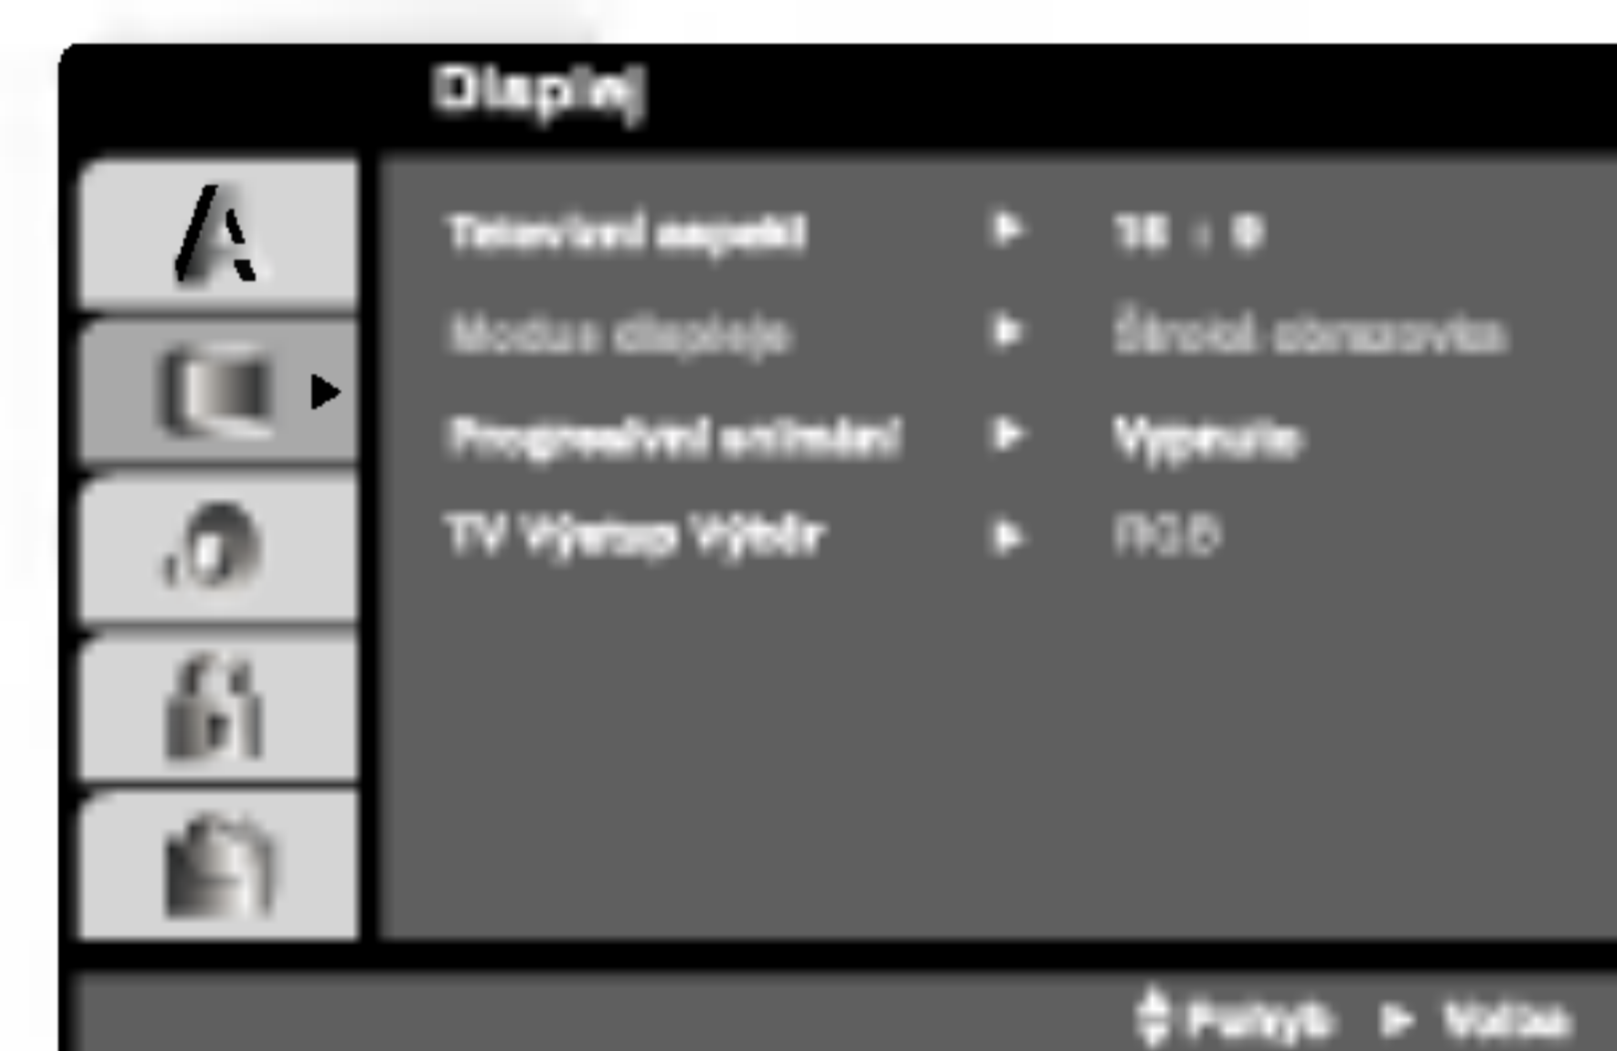 Displej
Televizní aspekt 16 : 9
Modus displeje Široká obrazovka
Progresivní snímání Vypnuto
TV Výstup Výběr RGB
Pohyb Volba